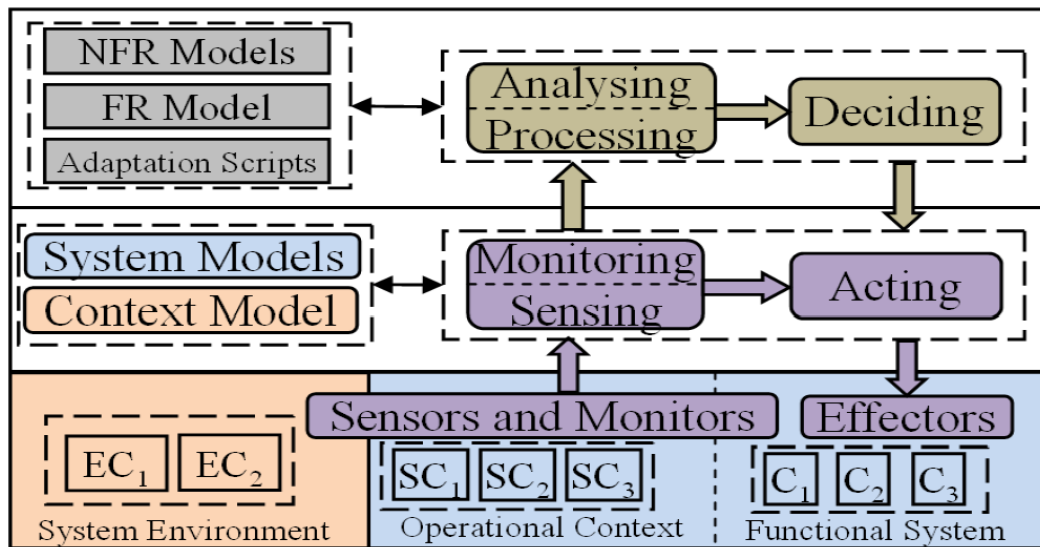 NFR Models
FR Model
Adaptation Scripts
Analysing
Processing
Deciding
System Models
Context Model
Monitoring
Sensing
Acting
Sensors and Monitors
Effectors
EC₁
EC₂
SC₁
SC₂
SC₃
C₁
C₂
C₃
System Environment
Operational Context
Functional System